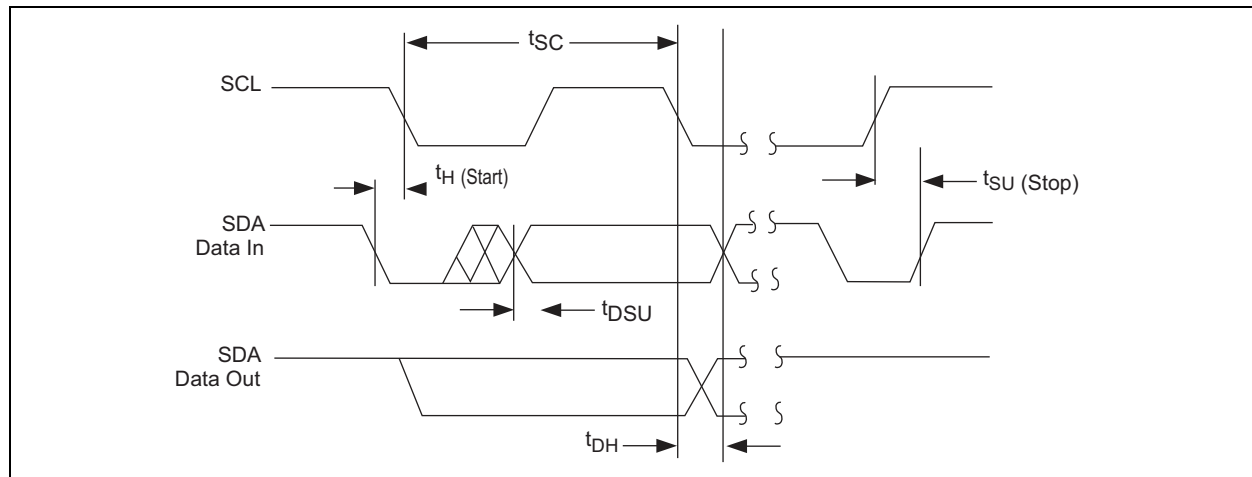 tSC
SCL
tH (Start)
tSU (Stop)
SDA
Data In
tDSU
SDA
Data Out
tDH